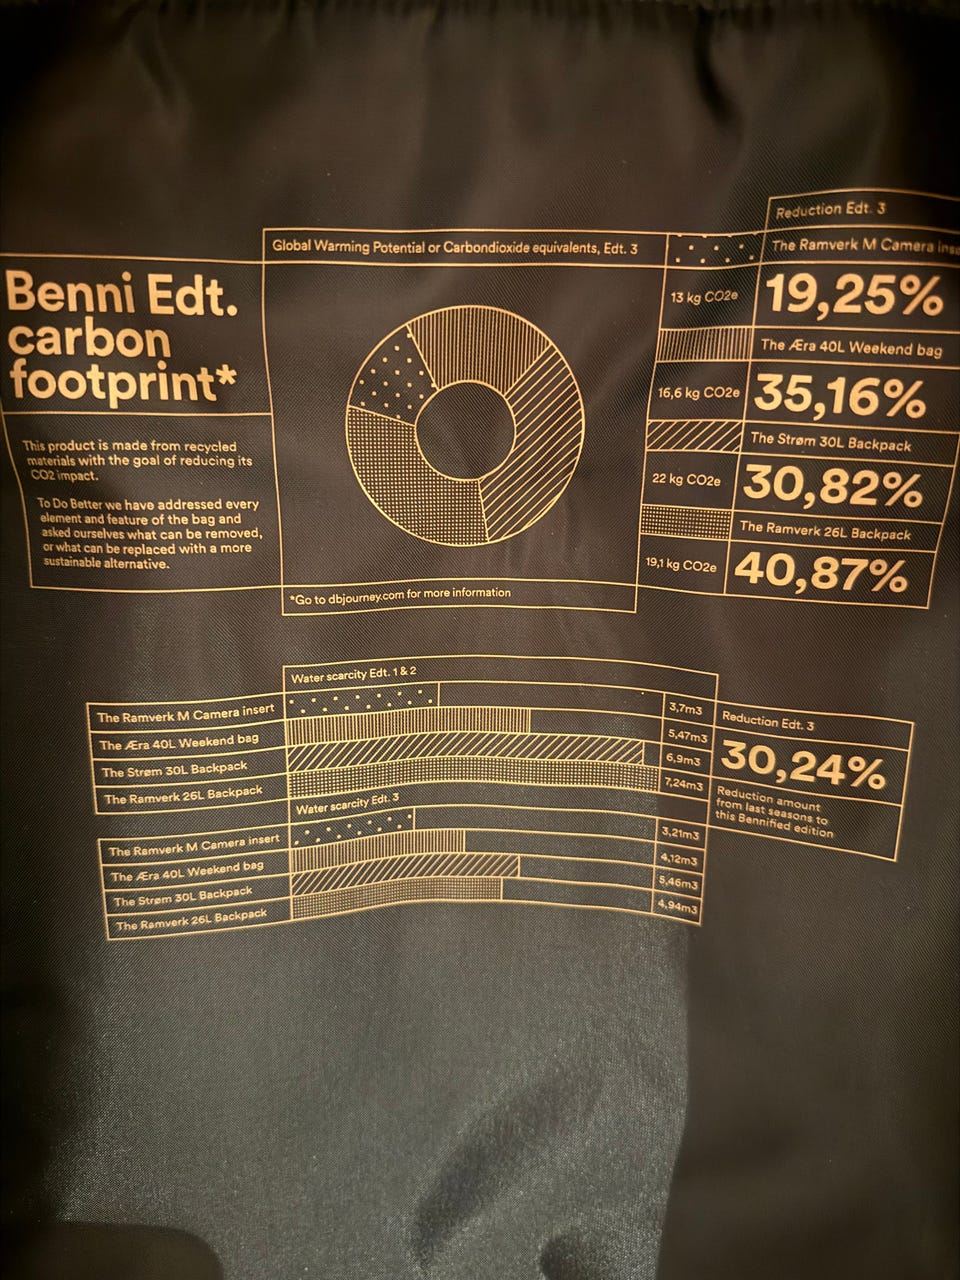 Benni Edt.
carbon
footprint*
This product is made from recycled
materials with the goal of reducing its
CO2 impact.
To Do Better we have addressed every
element and feature of the bag and
asked ourselves what can be removed,
or what can be replaced with a more
sustainable alternative.
Global Warming Potential or Carbondioxide equivalents, Edt. 3
*Go to dbjourney.com for more information
Reduction Edt. 3
The Ramverk M Camera
13 kg CO2e
19,25%
The Æra 40L Weekend bag
16,6 kg CO2e
35,16%
The Strøm 30L Backpack
22 kg CO2e
30,82%
The Ramverk 26L Backpack
19,1 kg CO2e
40,87%
Water scarcity Edt. 1 & 2
The Ramverk M Camera insert 3,7m3
The Æra 40L Weekend bag 5,47m3
The Strøm 30L Backpack 6,9m3
The Ramverk 26L Backpack 7,24m3
Water scarcity Edt. 3
The Ramverk M Camera insert 3,21m3
The Æra 40L Weekend bag 4,12m3
The Strøm 30L Backpack 5,46m3
The Ramverk 26L Backpack 4,94m3
Reduction Edt. 3
30,24%
Reduction amount
from last seasons to
this Bennified edition